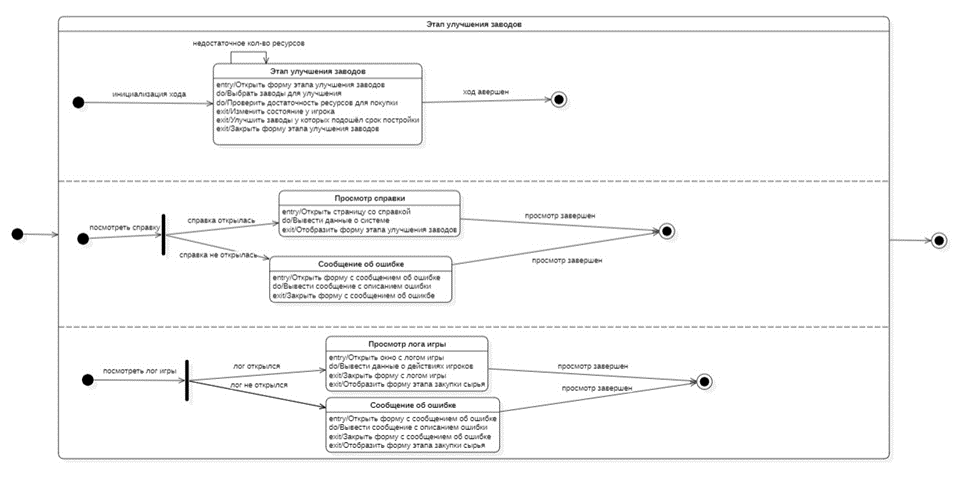 Этап улучшения заводов
недостаточное кол-во ресурсов
Этап улучшения заводов
entry/Открыть форму этапа улучшения заводов
do/Выбрать заводы для улучшения
do/Проверить достаточность ресурсов для покупки
exit/Изменить состояние у игрока
exit/Улучшить заводы у которых подошёл срок постройки
exit/Закрыть форму этапа улучшения заводов
инициализация хода
ход авершен
посмотреть справку
справка открылась
справка не открылась
Просмотр справки
entry/Открыть страницу со справкой
do/Вывести данные о системе
exit/Отобразить форму этапа улучшения заводов
просмотр завершен
Сообщение об ошибке
entry/Открыть форму с сообщением об ошибке
do/Вывести сообщение с описанием ошибки
exit/Закрыть форму с сообщением об ошикбе
просмотр завершен
посмотреть лог игры
лог открылся
лог не открылся
Просмотр лога игры
entry/Открыть окно с логом игры
do/Вывести данные о действиях игроков
exit/Закрыть форму с логом игры
exit/Отобразить форму этапа закупки сырья
просмотр завершен
просмотр завершен
Сообщение об ошибке
entry/Открыть форму с сообщением об ошибке
do/Вывести сообщение с описанием ошибки
exit/Закрыть форму с сообщением об ошибке
exit/Отобразить форму этапа закупки сырья